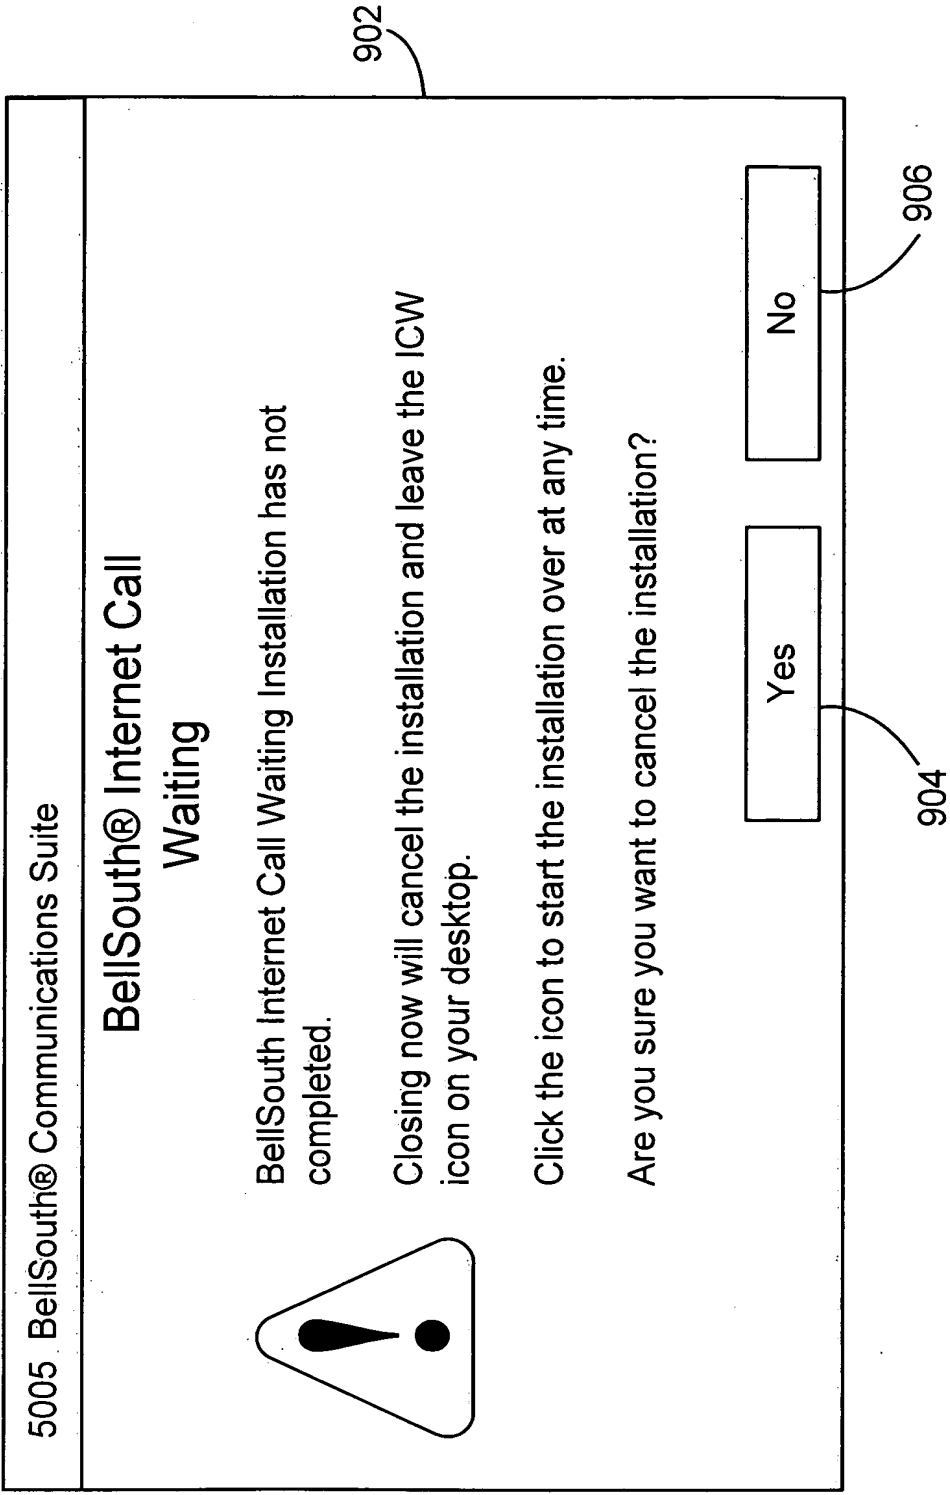 5005 BellSouth® Communications Suite
BellSouth® Internet Call
Waiting
BellSouth Internet Call Waiting Installation has not
completed.
Closing now will cancel the installation and leave the ICW
icon on your desktop.
Click the icon to start the installation over at any time.
Are you sure you want to cancel the installation?
Yes
No
902
904
906